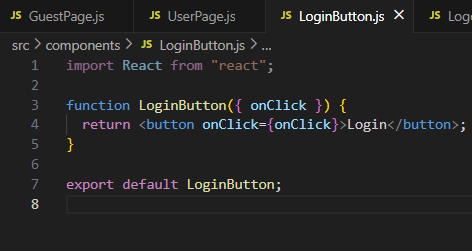 JS GuestPage.js JS UserPage.js JS LoginButton.js × JS
src > components > JS LoginButton.js > ...
1 import React from "react";
2
3 function LoginButton({ onClick }) {
4 return <button onClick={onClick}>Login</button>;
5 }
6
7 export default LoginButton;
8